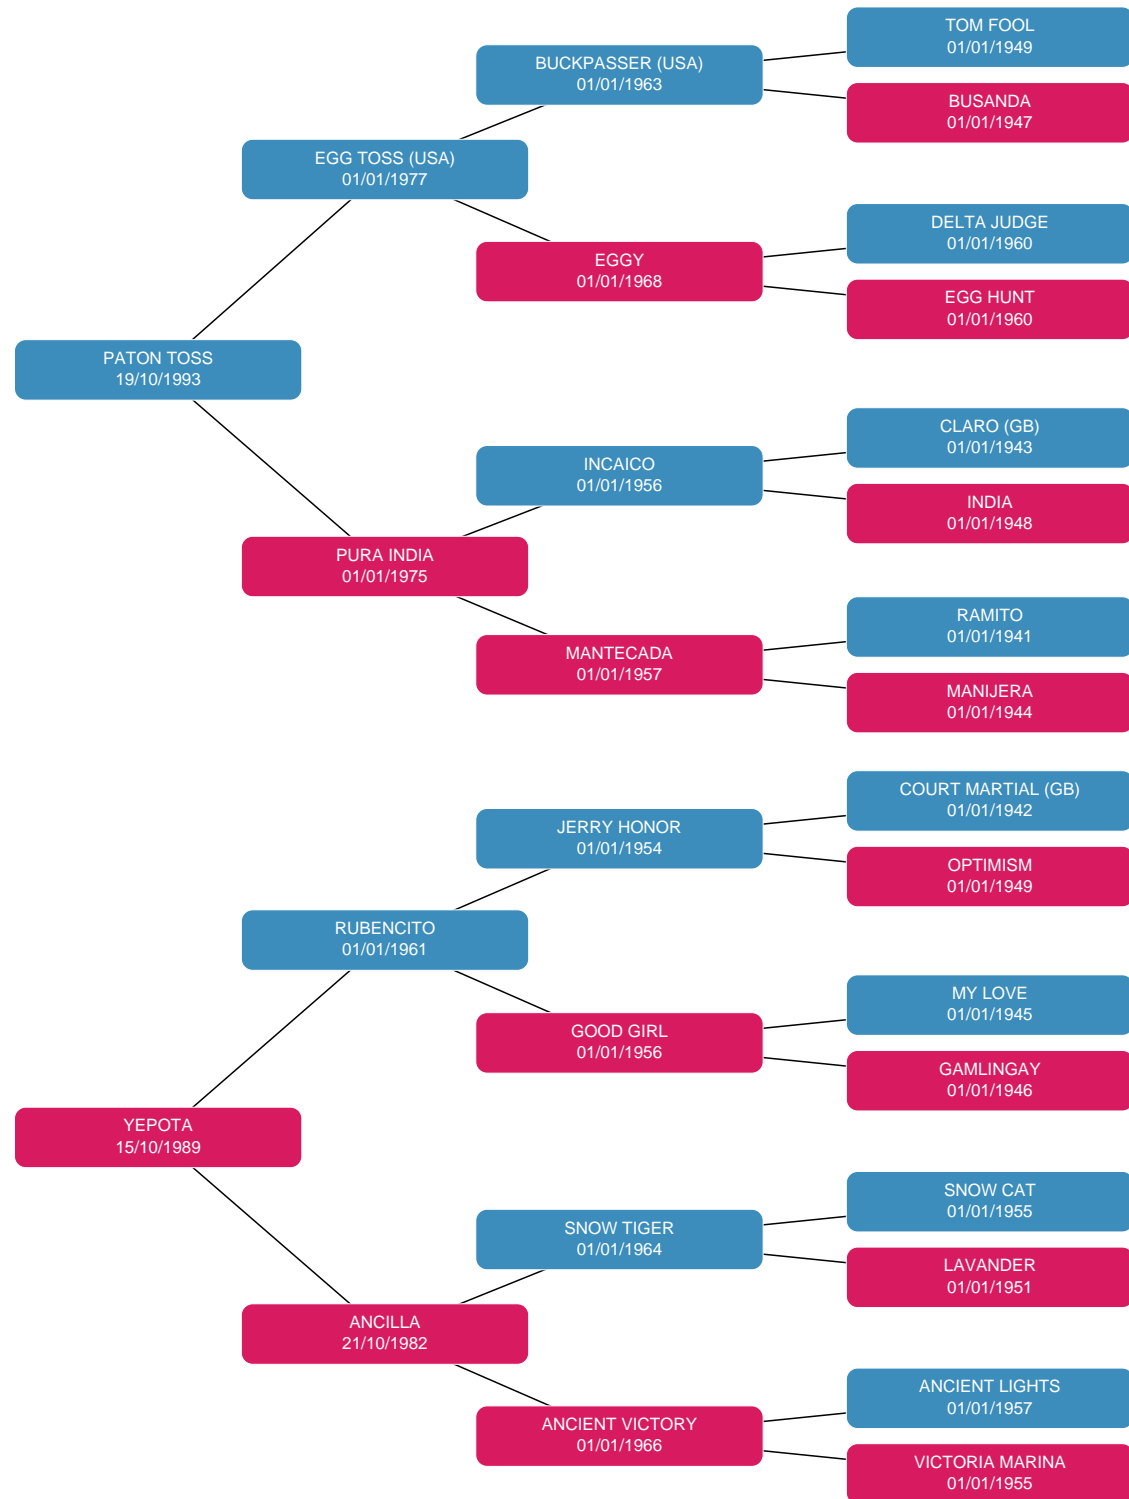 TOM FOOL
01/01/1949
BUCKPASSER (USA)
01/01/1963
BUSANDA
01/01/1947
EGG TOSS (USA)
01/01/1977
DELTA JUDGE
01/01/1960
EGGY
01/01/1968
EGG HUNT
01/01/1960
PATON TOSS
19/10/1993
CLARO (GB)
01/01/1943
INCAICO
01/01/1956
INDIA
01/01/1948
PURA INDIA
01/01/1975
RAMITO
01/01/1941
MANTECADA
01/01/1957
MANIJERA
01/01/1944
COURT MARTIAL (GB)
01/01/1942
JERRY HONOR
01/01/1954
OPTIMISM
01/01/1949
RUBENCITO
01/01/1961
MY LOVE
01/01/1945
GOOD GIRL
01/01/1956
GAMLINGAY
01/01/1946
YEPOTA
15/10/1989
SNOW CAT
01/01/1955
SNOW TIGER
01/01/1964
LAVANDER
01/01/1951
ANCILLA
21/10/1982
ANCIENT LIGHTS
01/01/1957
ANCIENT VICTORY
01/01/1966
VICTORIA MARINA
01/01/1955